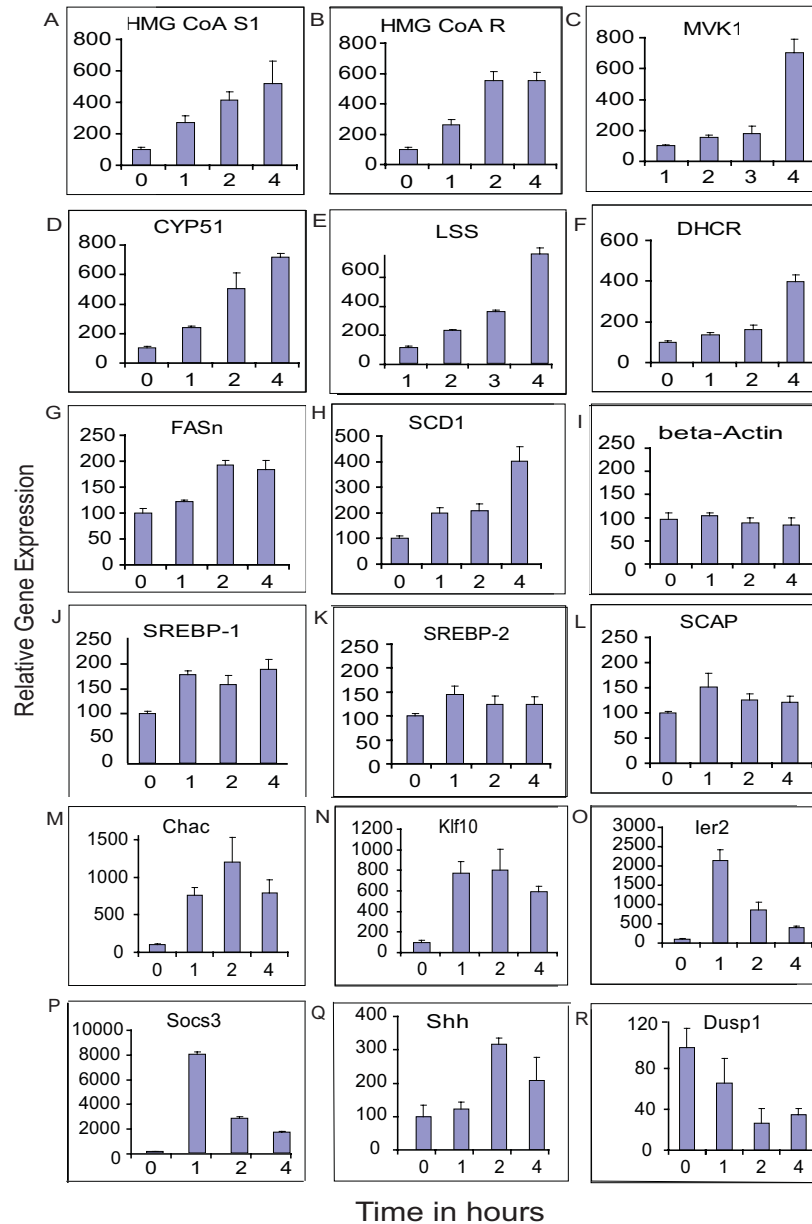 Relative Gene Expression
A
HMG CoA S1
800
600
400
200
0
0 1 2 4
B
HMG CoA R
800
600
400
200
0
0 1 2 4
C
MVK1
800
600
400
200
0
1 2 3 4
D
CYP51
800
600
400
200
0
0 1 2 4
E
LSS
600
400
200
0
1 2 3 4
F
DHCR
600
400
200
0
0 1 2 4
G
FASn
250
200
150
100
50
0
0 1 2 4
H
SCD1
500
400
300
200
100
0
0 1 2 4
I
beta-Actin
200
150
100
50
0
0 1 2 4
J
SREBP-1
250
200
150
100
50
0
0 1 2 4
K
SREBP-2
250
200
150
100
50
0
0 1 2 4
L
SCAP
250
200
150
100
50
0
0 1 2 4
M
Chac
1500
1000
500
0
0 1 2 4
N
Klf10
1200
1000
800
600
400
200
0
0 1 2 4
O
Ier2
3000
2500
2000
1500
1000
500
0
0 1 2 4
P
Socs3
10000
8000
6000
4000
2000
0
0 1 2 4
Q
Shh
400
300
200
100
0
0 1 2 4
R
Dusp1
120
80
40
0
0 1 2 4
Time in hours